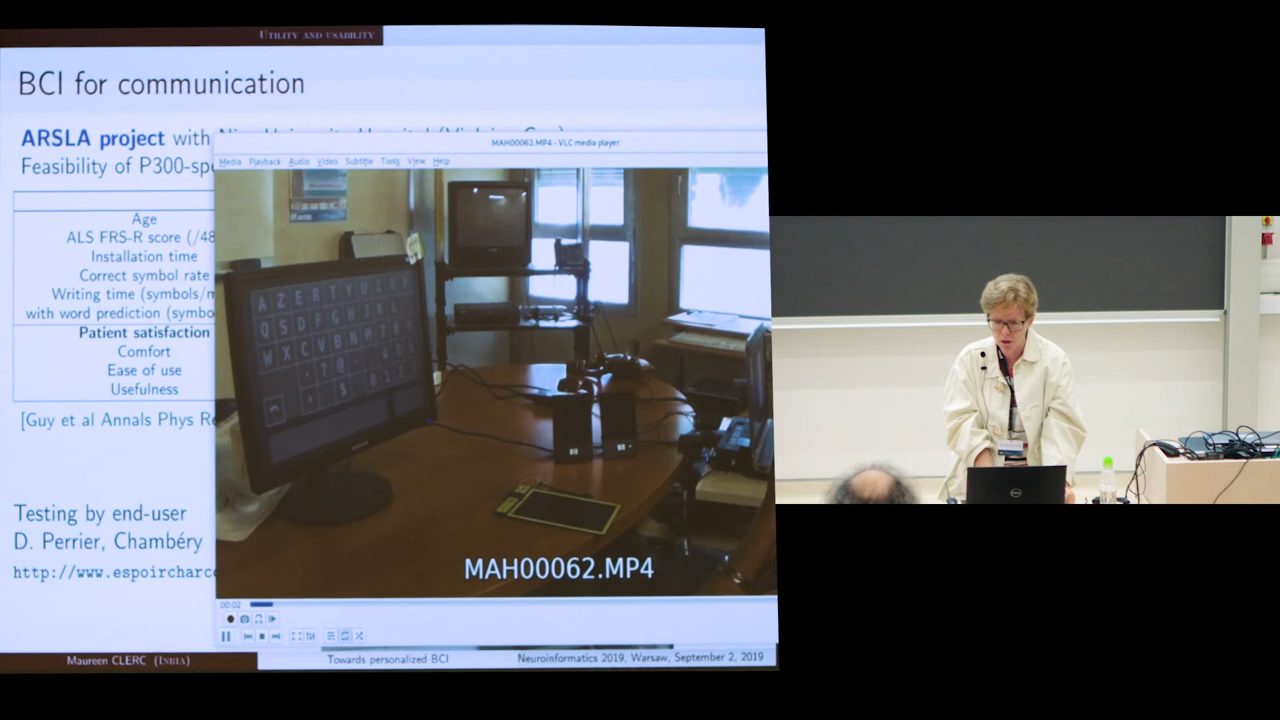 UTILITY AND USABILITY
BCI for communication
ARSLA project with
Feasibility of P300-sp
Age
ALS FRS-R score (/48
Installation time
Correct symbol rate
Writing time (symbols/m
with word prediction (symbo
Patient satisfaction
Comfort
Ease of use
Usefulness
[Guy et al Annals Phys Re
Testing by end-user
D. Perrier, Chambéry
http://www.espoircharco
MAH00062.MP4 - VLC media player
Media Playback Audio Video Subtitle Tools View Help
A Z E R T Y U I O P
Q S D F G H J K L
W X C V B N M
MAH00062.MP4
00:02
Maureen CLERC (INRIA)
Towards personalized BCI
Neuroinformatics 2019, Warsaw, September 2, 2019
DELL